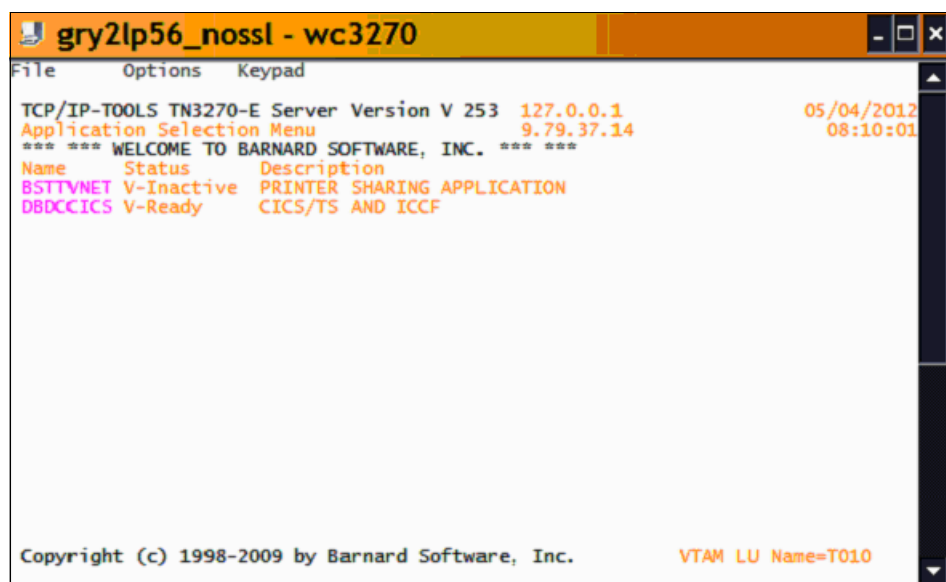 gry2lp56_nossl - wc3270
File Options Keypad
TCP/IP-TOOLS TN3270-E Server Version V 253 127.0.0.1 05/04/2012
Application Selection Menu 9.79.37.14 08:10:01
*** *** WELCOME TO BARNARD SOFTWARE, INC. *** ***
Name Status Description
BSTTVNET V-Inactive PRINTER SHARING APPLICATION
DBDCCICS V-Ready CICS/TS AND ICCF
Copyright (c) 1998-2009 by Barnard Software, Inc. VTAM LU Name=T010